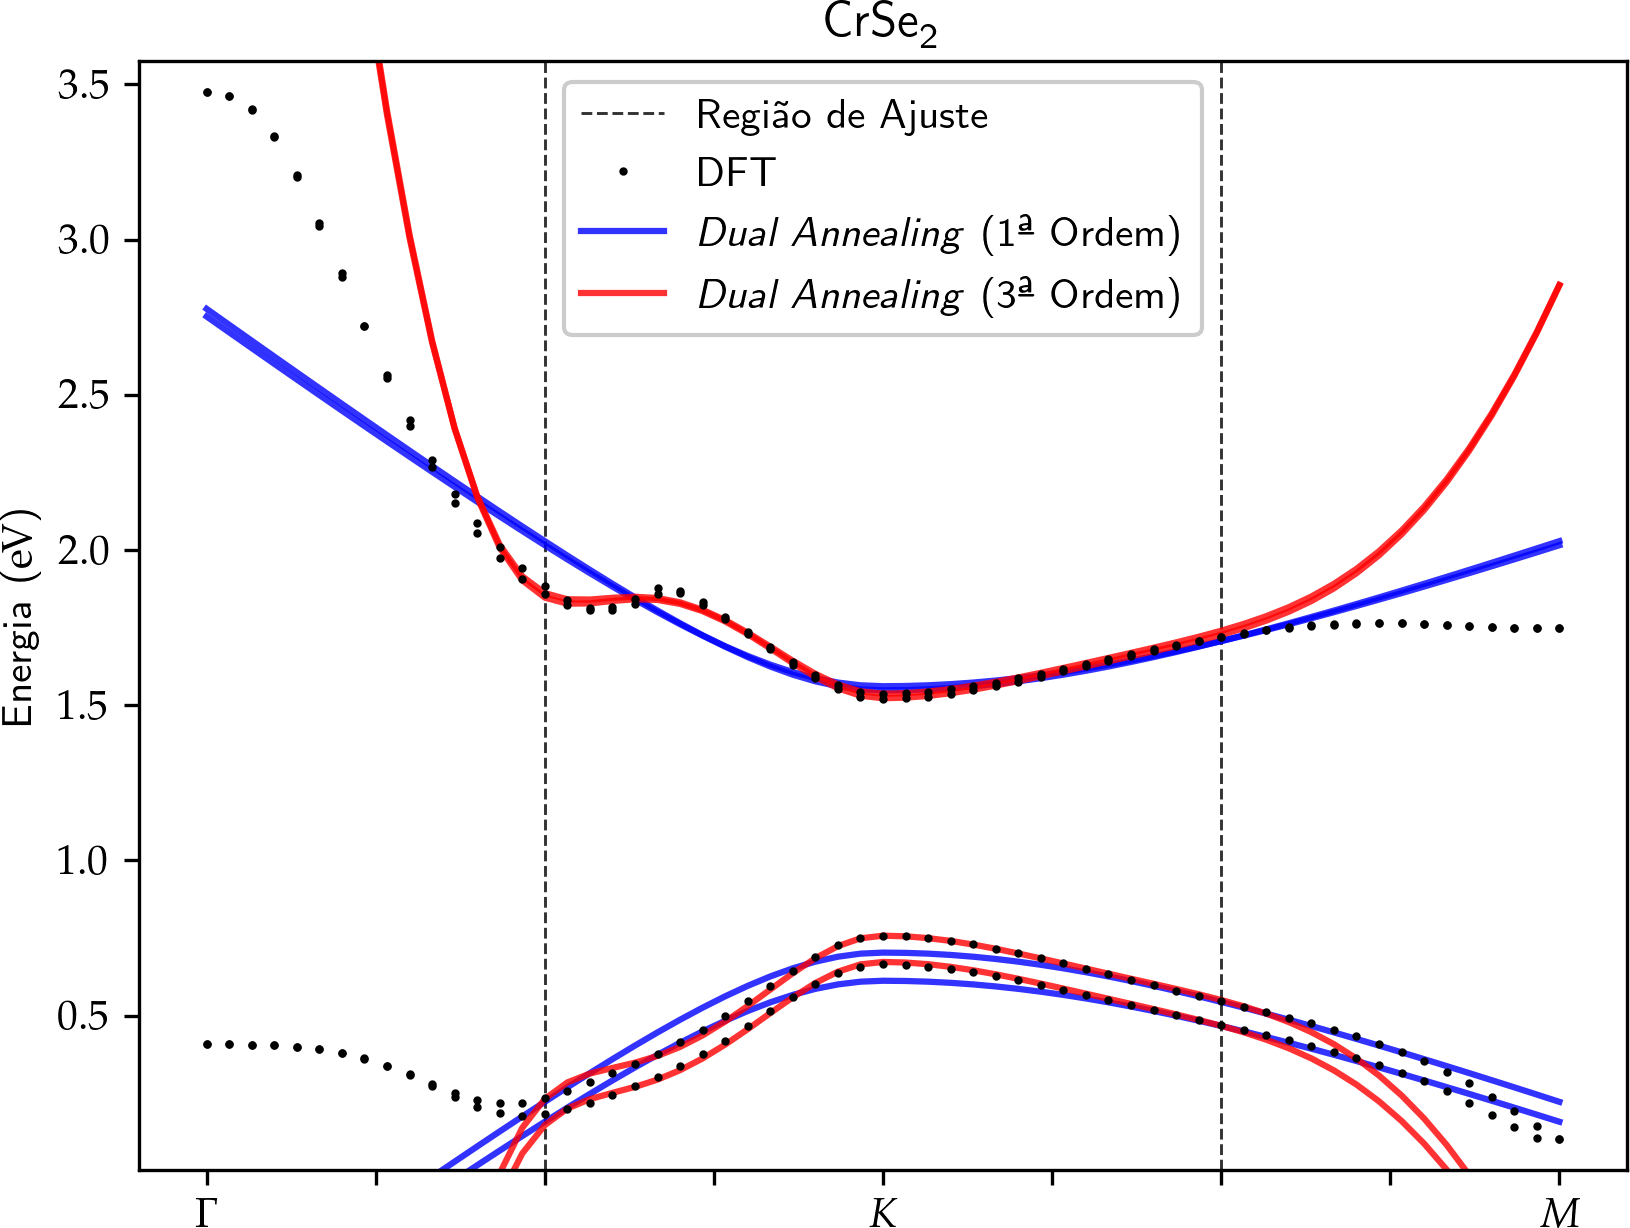 CrSe₂
3.5
3.0
2.5
2.0
1.5
1.0
0.5
Energia (eV)
Região de Ajuste
DFT
Dual Annealing (1ª Ordem)
Dual Annealing (3ª Ordem)
Γ
K
M